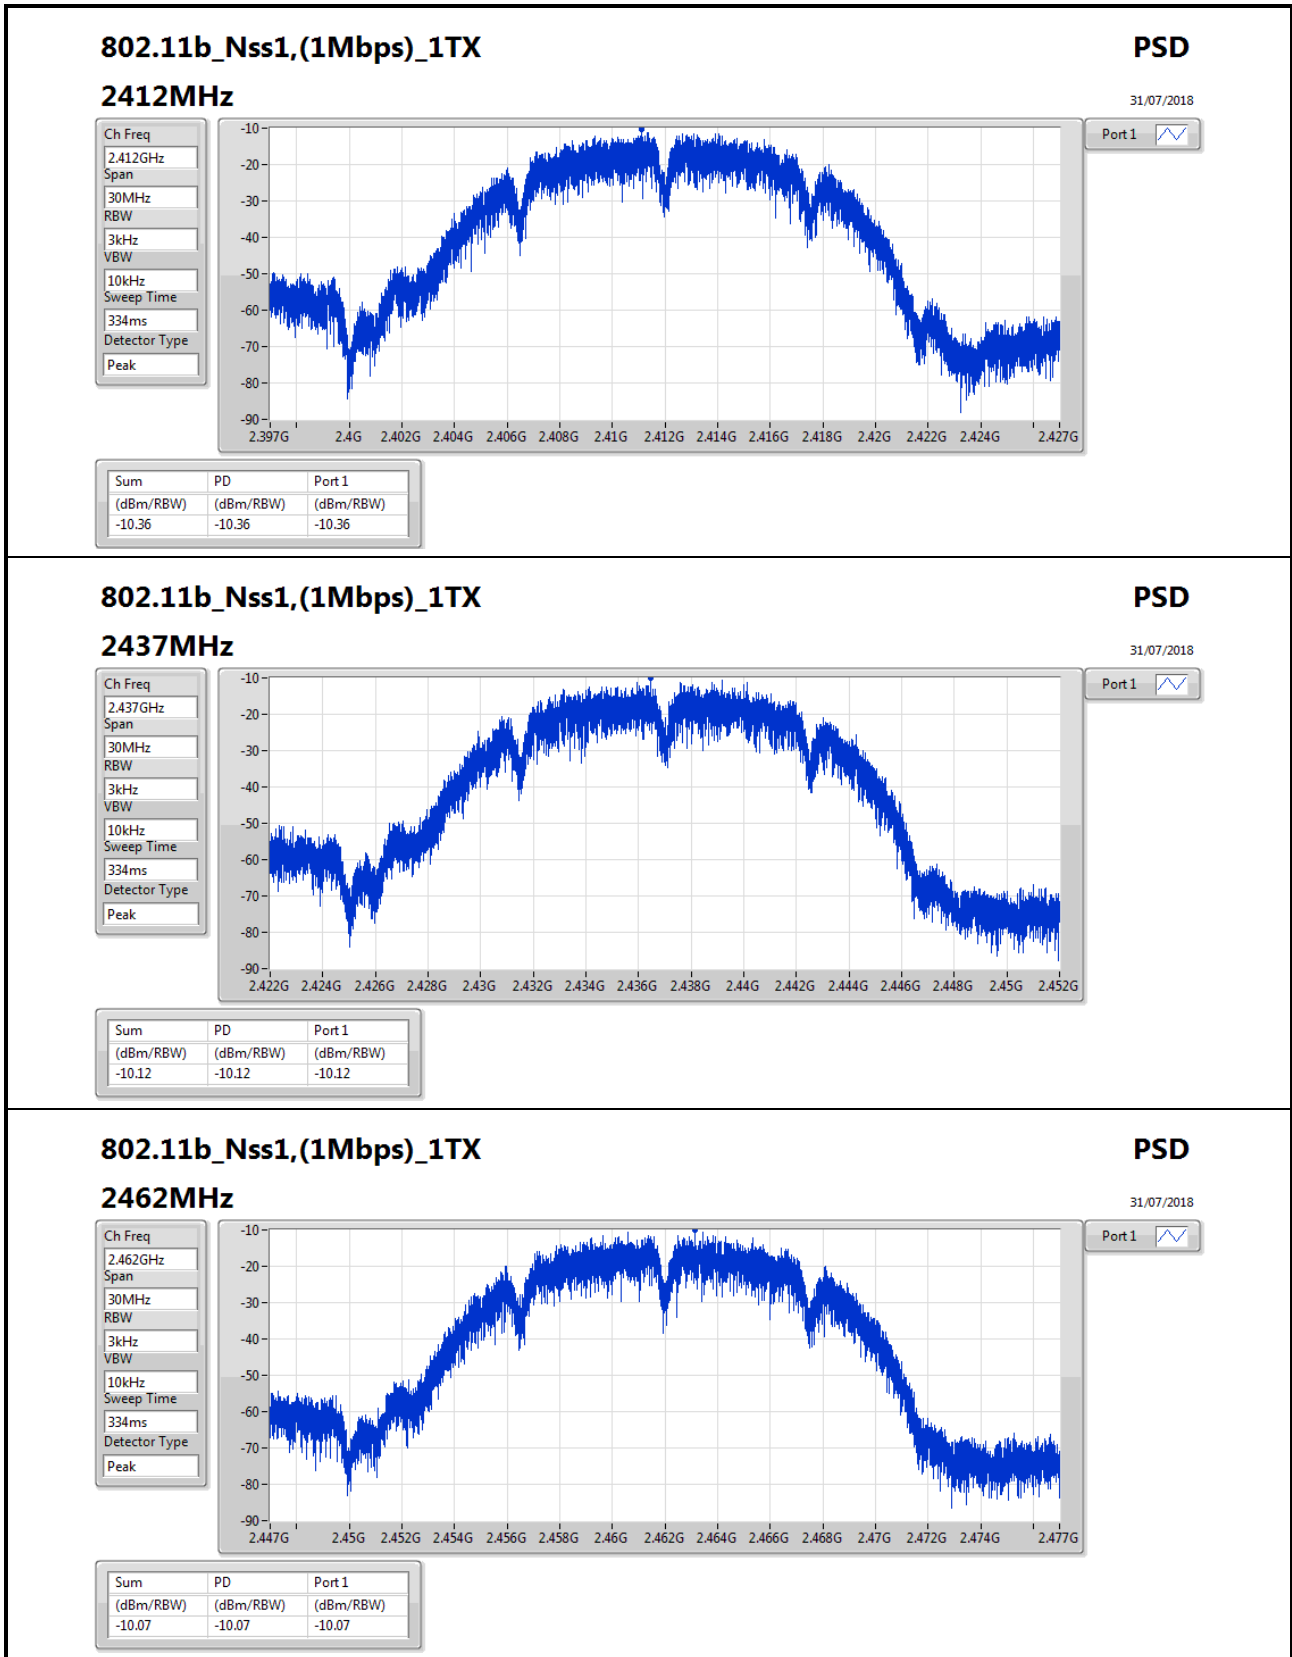 802.11b_Nss1,(1Mbps)_1TX PSD
2412MHz 31/07/2018
Ch Freq
2.412GHz
Span
30MHz
RBW
3kHz
VBW
10kHz
Sweep Time
334ms
Detector Type
Peak
-10
-20
-30
-40
-50
-60
-70
-80
-90
2.397G 2.4G 2.402G 2.404G 2.406G 2.408G 2.41G 2.412G 2.414G 2.416G 2.418G 2.42G 2.422G 2.424G 2.427G
Port 1
Sum PD Port 1
(dBm/RBW) (dBm/RBW) (dBm/RBW)
-10.36 -10.36 -10.36
802.11b_Nss1,(1Mbps)_1TX PSD
2437MHz 31/07/2018
Ch Freq
2.437GHz
Span
30MHz
RBW
3kHz
VBW
10kHz
Sweep Time
334ms
Detector Type
Peak
-10
-20
-30
-40
-50
-60
-70
-80
-90
2.422G 2.424G 2.426G 2.428G 2.43G 2.432G 2.434G 2.436G 2.438G 2.44G 2.442G 2.444G 2.446G 2.448G 2.45G 2.452G
Port 1
Sum PD Port 1
(dBm/RBW) (dBm/RBW) (dBm/RBW)
-10.12 -10.12 -10.12
802.11b_Nss1,(1Mbps)_1TX PSD
2462MHz 31/07/2018
Ch Freq
2.462GHz
Span
30MHz
RBW
3kHz
VBW
10kHz
Sweep Time
334ms
Detector Type
Peak
-10
-20
-30
-40
-50
-60
-70
-80
-90
2.447G 2.45G 2.452G 2.454G 2.456G 2.458G 2.46G 2.462G 2.464G 2.466G 2.468G 2.47G 2.472G 2.474G 2.477G
Port 1
Sum PD Port 1
(dBm/RBW) (dBm/RBW) (dBm/RBW)
-10.07 -10.07 -10.07